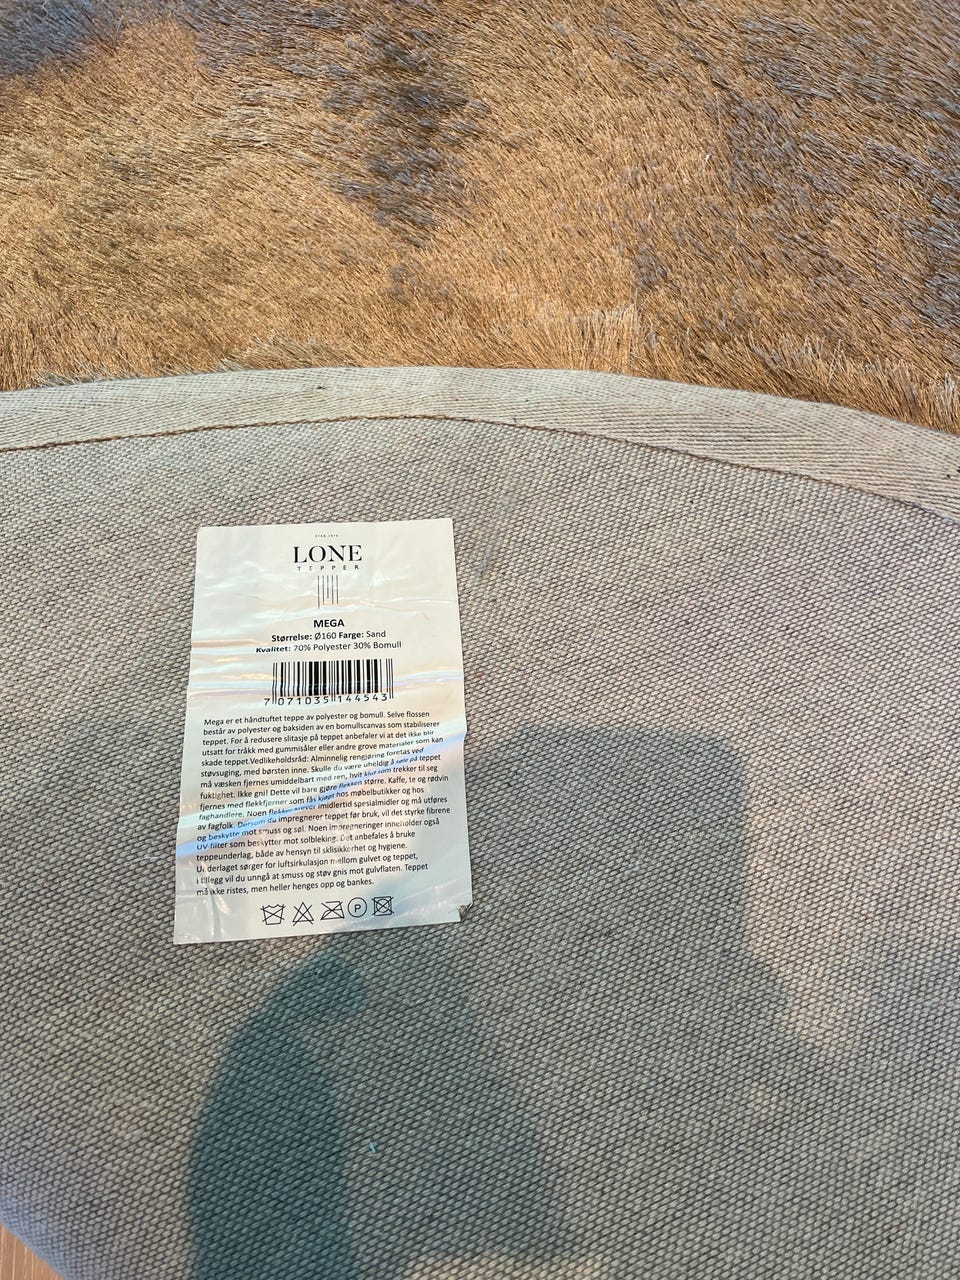 ETAB.1976
LONE
TEPPER
MEGA
Størrelse: Ø160 Farge: Sand
Kvalitet: 70% Polyester 30% Bomull
7 071035 144543
Mega er et håndtuftet teppe av polyester og bomull. Selve flossen
består av polyester og baksiden av en bomullscanvas som stabiliserer
teppet. For å redusere slitasje på teppet anbefaler vi at det ikke blir
utsatt for tråkk med gummisåler eller andre grove materialer som kan
skade teppet.Vedlikeholdsråd: Alminnelig rengjøring foretas ved
støvsuging, med børsten inne. Skulle du være uheldig å søle på teppet
må væsken fjernes umiddelbart med ren, hvit klut som trekker til seg
fuktighet. Ikke gni! Dette vil bare gjøre flekken større. Kaffe, te og rødvin
fjernes med flekkfjerner som fås kjøpt hos møbelbutikker og hos
faghandlere. Noen flekker krever imidlertid spesialmidler og må utføres
av fagfolk. Dersom du impregnerer teppet før bruk, vil det styrke fibrene
og beskytte mot smuss og søl. Noen impregneringer inneholder også
UV-filter som beskytter mot solbleking. Det anbefales å bruke
teppeunderlag, både av hensyn til sklisikkerhet og hygiene.
Underlaget sørger for luftsirkulasjon mellom gulvet og teppet,
i tillegg vil du unngå at smuss og støv gnis mot gulvflaten. Teppet
må ikke ristes, men heller henges opp og bankes.
P